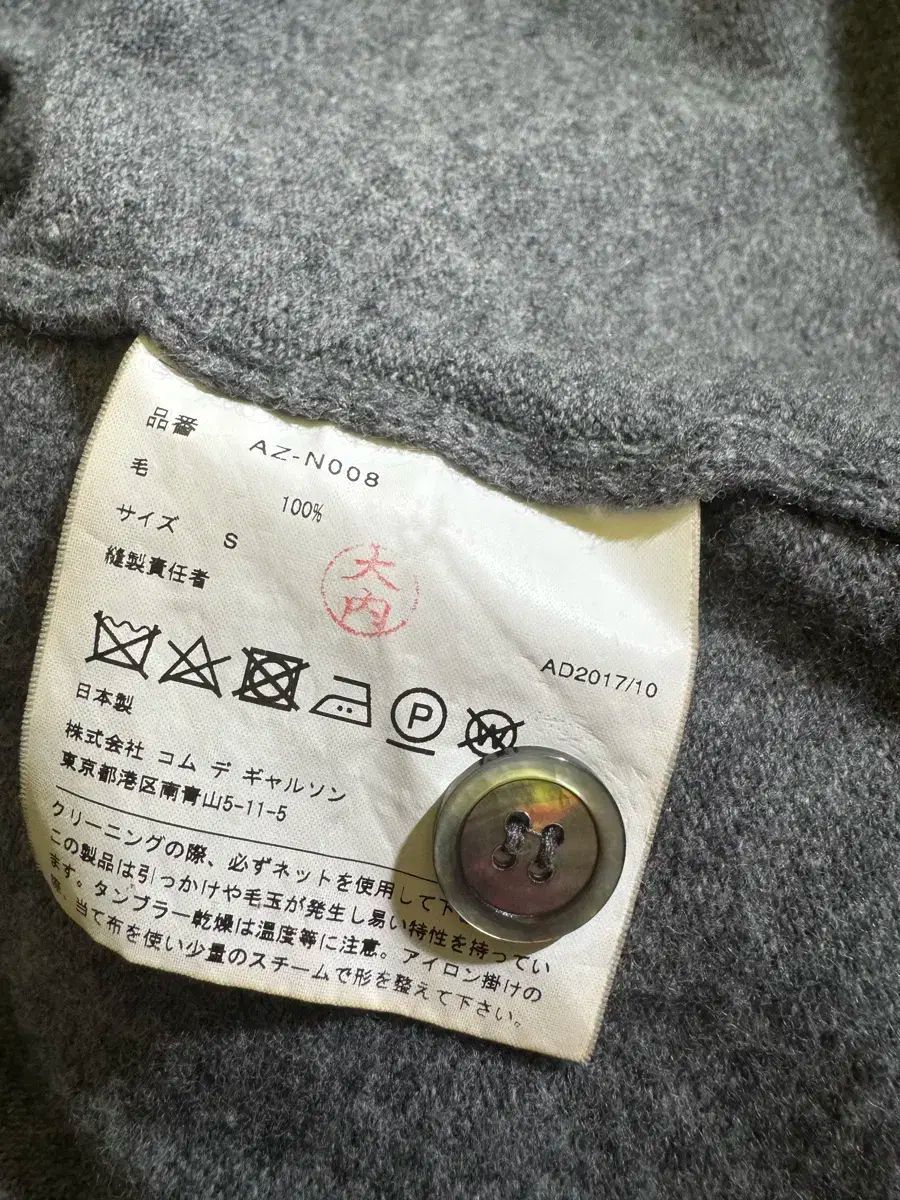 品番 AZ-N008
毛 100%
サイズ S
縫製責任者 大内
AD2017/10
P
W
日本製
株式会社 コム デ ギャルソン
東京都港区南青山5-11-5
クリーニングの際、必ずネットを使用して下
この製品は引っかけや毛玉が発生し易い特性を持ってい
ます。タンブラー乾燥は温度等に注意。アイロン掛けの
際、当て布を使い少量のスチームで形を整えて下さい。